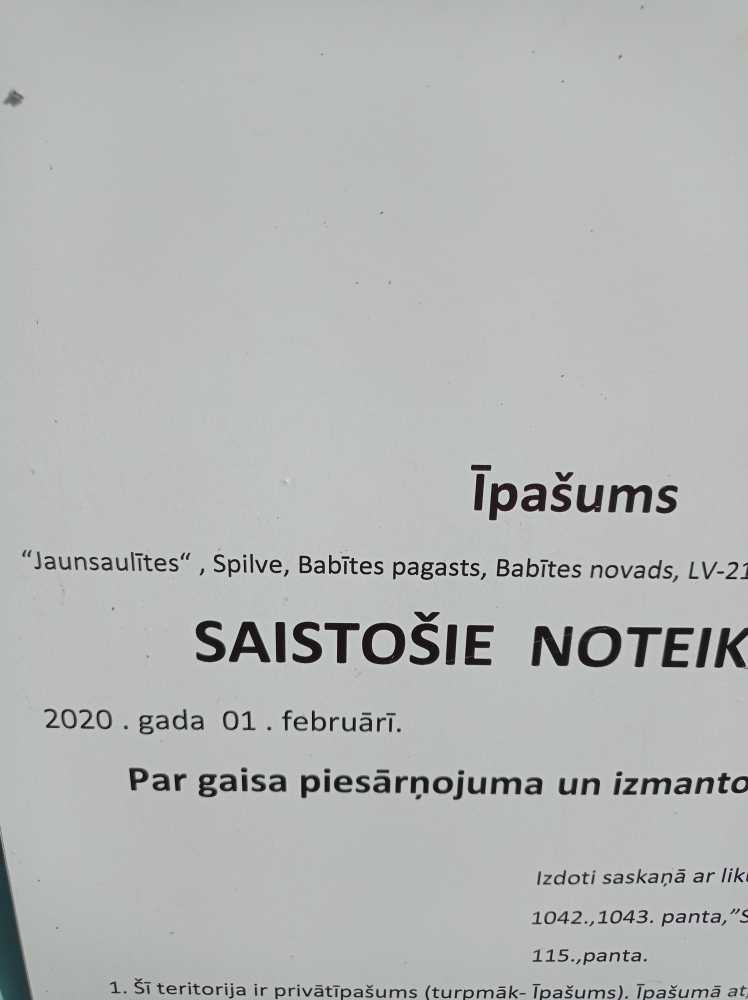 Īpašums
“Jaunsaulītes“ , Spilve, Babītes pagasts, Babītes novads, LV-21
SAISTOŠIE NOTEIK
2020 . gada 01 . februārī.
Par gaisa piesārņojuma un izmanto
Izdoti saskaņā ar lik
1042.,1043. panta,”S
115.,panta.
1. Šī teritorija ir privātīpašums (turpmāk- Īpašums). Īpašumā at